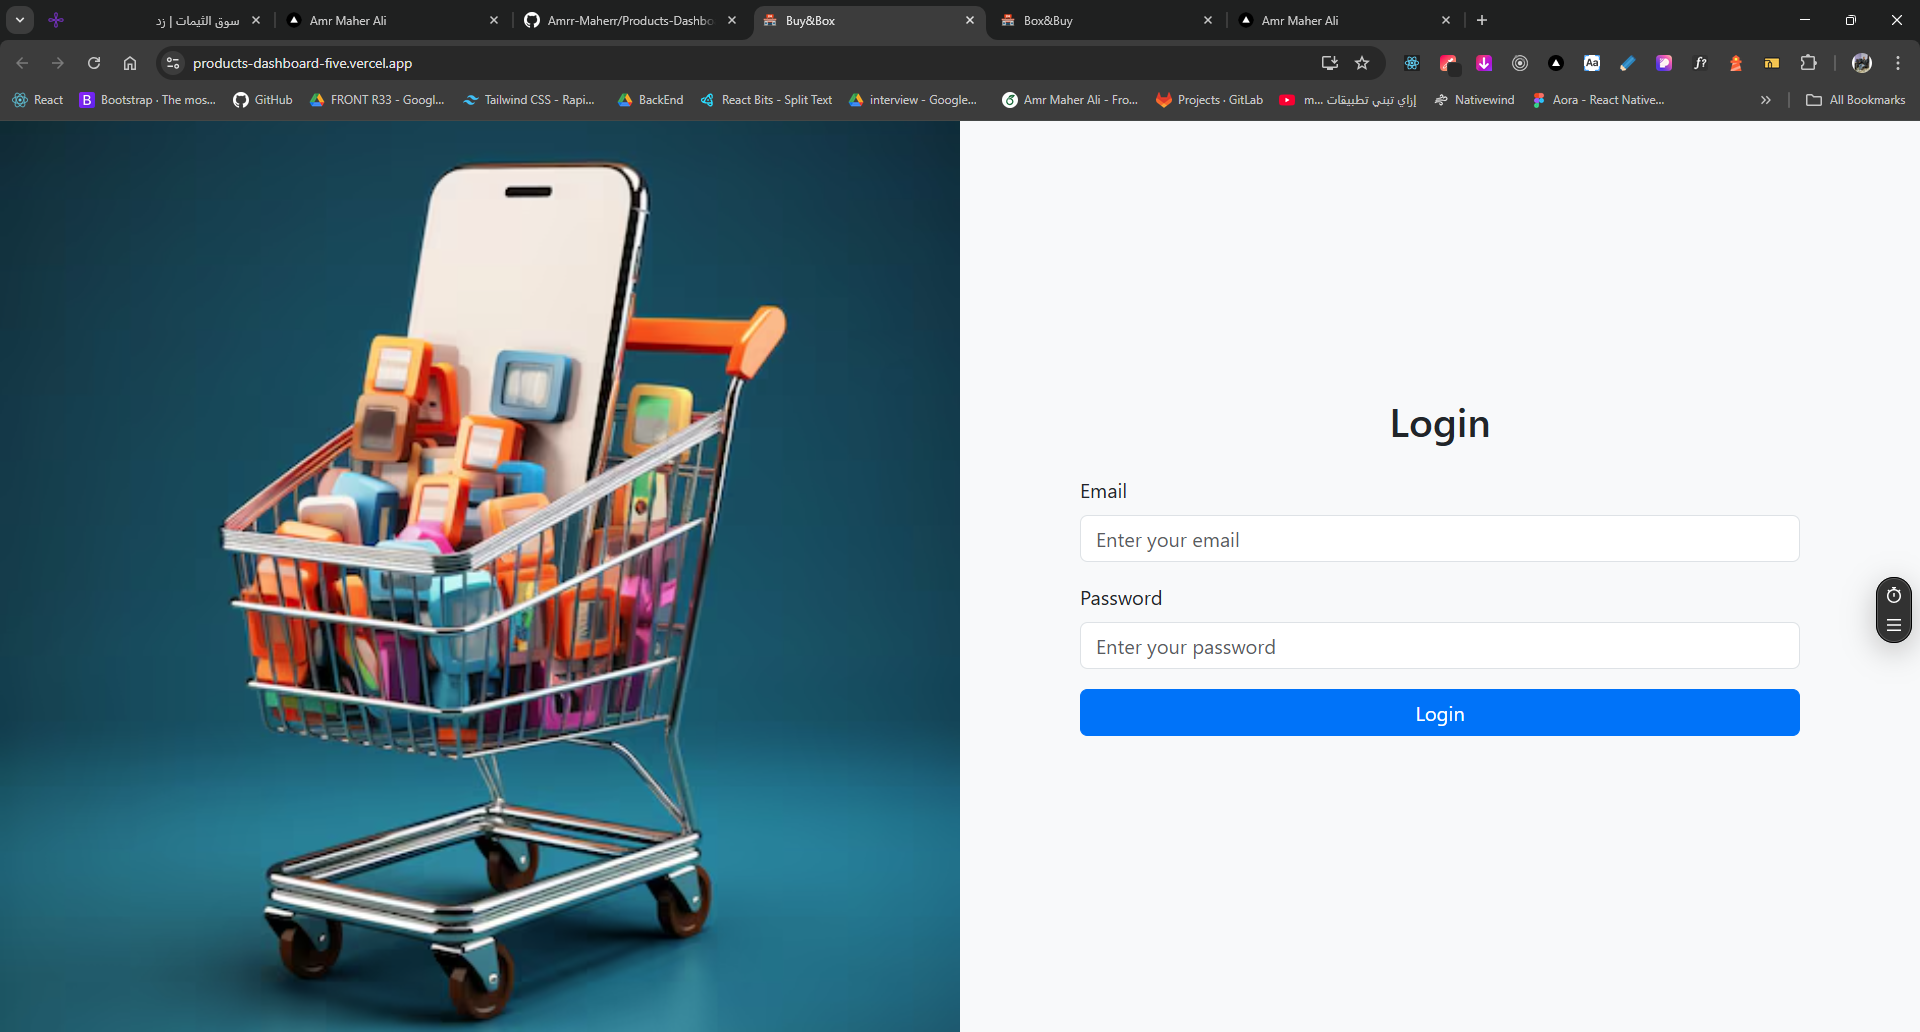 سوق الثيمات | زد
Amr Maher Ali
Amrr-Maherr/Products-Dashbo
Buy&Box
Box&Buy
Amr Maher Ali
products-dashboard-five.vercel.app
React
Bootstrap · The mos...
GitHub
FRONT R33 - Googl...
Tailwind CSS - Rapi...
BackEnd
React Bits - Split Text
interview - Google...
Amr Maher Ali - Fro...
Projects · GitLab
إزاي تبني تطبيقات ...m
Nativewind
Aora - React Native...
All Bookmarks
Login
Email
Enter your email
Password
Enter your password
Login